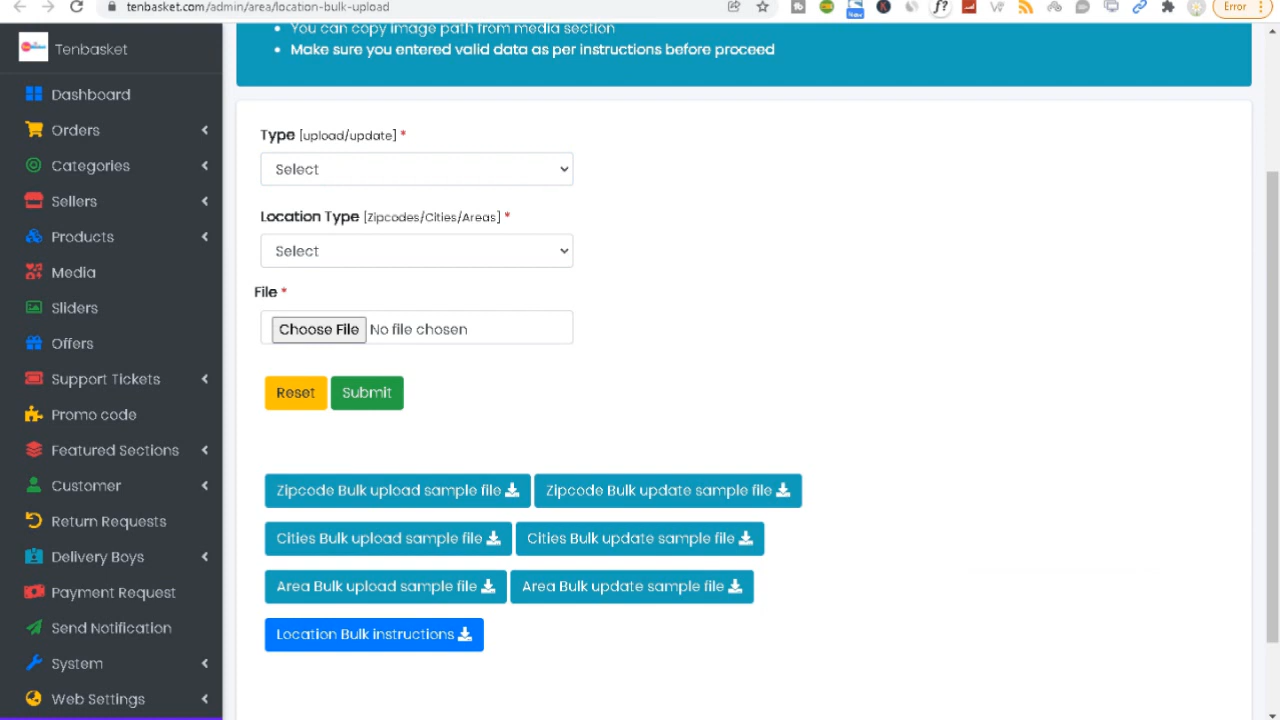 tenbasket.com/admin/area/location-bulk-upload
Error
New
f?
Tenbasket
Dashboard
Orders
Categories
Sellers
Products
Media
Sliders
Offers
Support Tickets
Promo code
Featured Sections
Customer
Return Requests
Delivery Boys
Payment Request
Send Notification
System
Web Settings
You can copy image path from media section
Make sure you entered valid data as per instructions before proceed
Type [upload/update] *
Select
Location Type [Zipcodes/Cities/Areas] *
Select
File *
Choose File No file chosen
Reset Submit
Zipcode Bulk upload sample file Zipcode Bulk update sample file
Cities Bulk upload sample file Cities Bulk update sample file
Area Bulk upload sample file Area Bulk update sample file
Location Bulk instructions